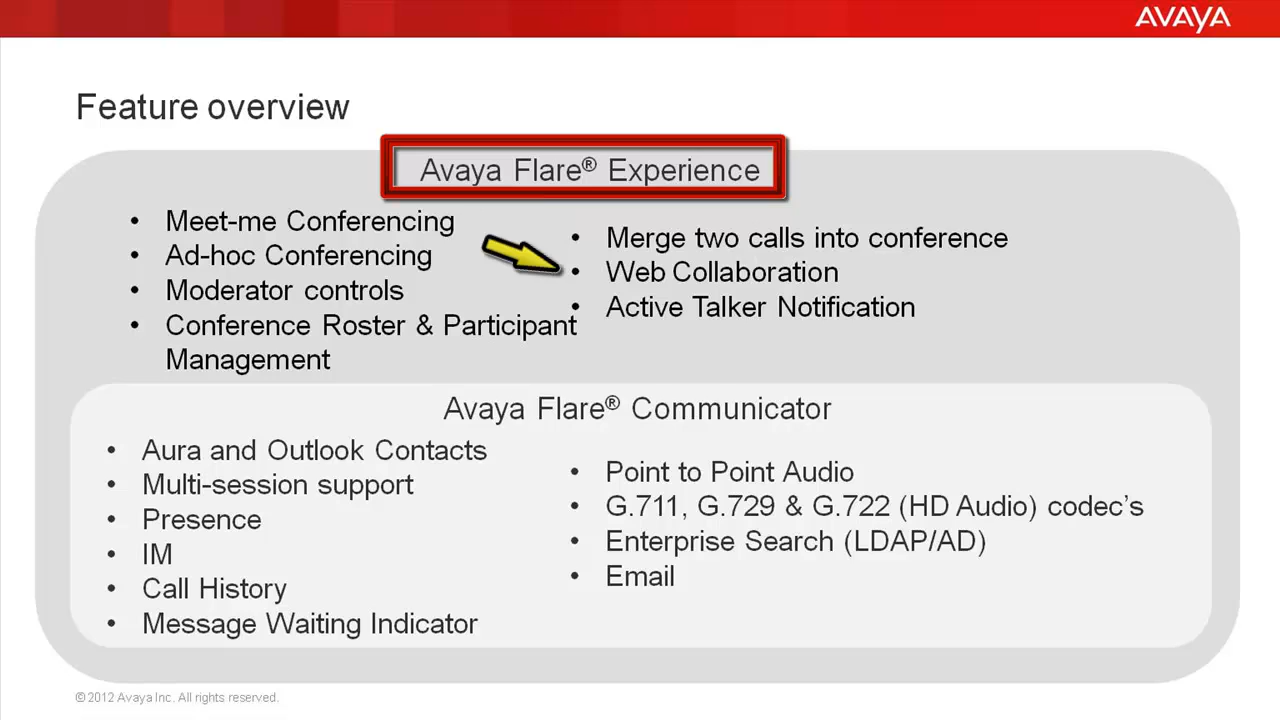 AVAYA
Feature overview
Avaya Flare® Experience
• Meet-me Conferencing
• Ad-hoc Conferencing
• Moderator controls
• Conference Roster & Participant
Management
• Merge two calls into conference
• Web Collaboration
• Active Talker Notification
Avaya Flare® Communicator
• Aura and Outlook Contacts
• Multi-session support
• Presence
• IM
• Call History
• Message Waiting Indicator
• Point to Point Audio
• G.711, G.729 & G.722 (HD Audio) codec's
• Enterprise Search (LDAP/AD)
• Email
© 2012 Avaya Inc. All rights reserved.